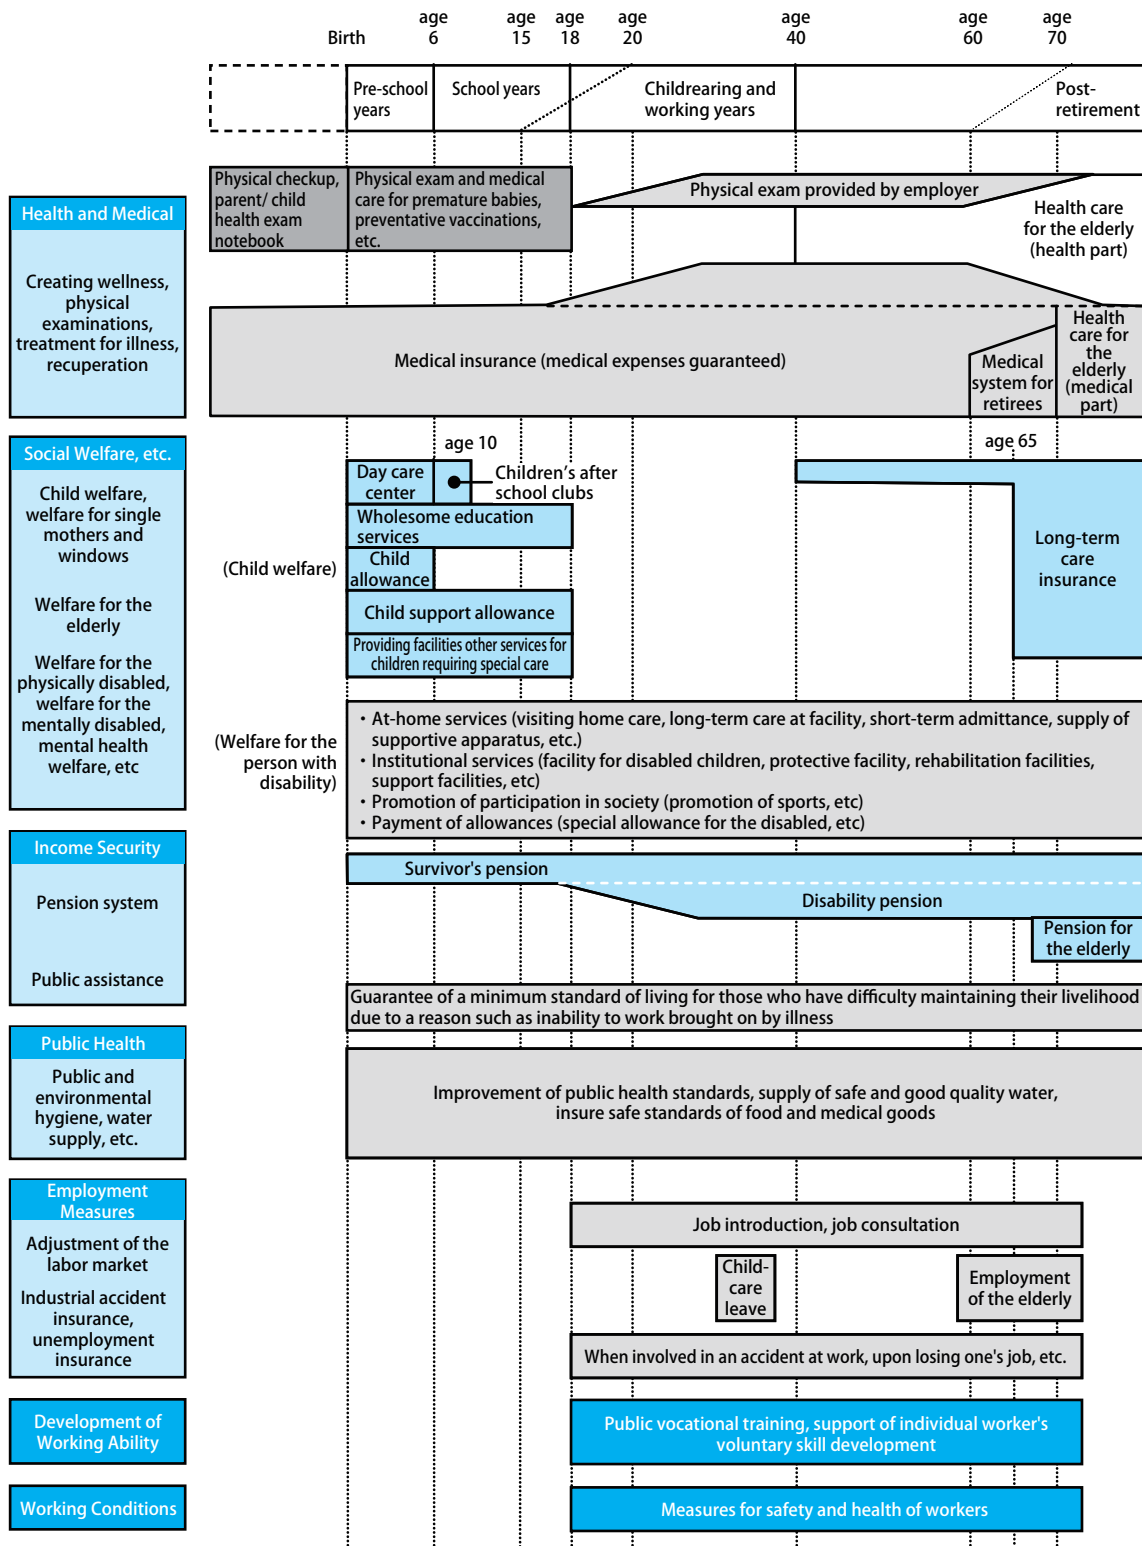 Birth
age
6
age
15
age
18
age
20
age
40
age
60
age
70
Pre-school
years
School years
Childrearing and
working years
Post-
retirement
Health and Medical
Creating wellness,
physical
examinations,
treatment for illness,
recuperation
Physical checkup,
parent/ child
health exam
notebook
Physical exam and medical
care for premature babies,
preventative vaccinations,
etc.
Physical exam provided by employer
Health care
for the elderly
(health part)
Medical insurance (medical expenses guaranteed)
Medical
system for
retirees
Health
care for
the
elderly
(medical
part)
Social Welfare, etc.
Child welfare,
welfare for single
mothers and
windows
Welfare for the
elderly
Welfare for the
physically disabled,
welfare for the
mentally disabled,
mental health
welfare, etc
age 10
age 65
(Child welfare)
Day care
center
Children's after
school clubs
Wholesome education
services
Child
allowance
Child support allowance
Providing facilities other services for
children requiring special care
Long-term
care
insurance
(Welfare for the
person with
disability)
・At-home services (visiting home care, long-term care at facility, short-term admittance, supply of
supportive apparatus, etc.)
・Institutional services (facility for disabled children, protective facility, rehabilitation facilities,
support facilities, etc)
・Promotion of participation in society (promotion of sports, etc)
・Payment of allowances (special allowance for the disabled, etc)
Income Security
Pension system
Public assistance
Survivor's pension
Disability pension
Pension for
the elderly
Guarantee of a minimum standard of living for those who have difficulty maintaining their livelihood
due to a reason such as inability to work brought on by illness
Public Health
Public and
environmental
hygiene, water
supply, etc.
Improvement of public health standards, supply of safe and good quality water,
insure safe standards of food and medical goods
Employment
Measures
Adjustment of the
labor market
Industrial accident
insurance,
unemployment
insurance
Job introduction, job consultation
Child-
care
leave
Employment
of the elderly
When involved in an accident at work, upon losing one's job, etc.
Development of
Working Ability
Public vocational training, support of individual worker's
voluntary skill development
Working Conditions
Measures for safety and health of workers